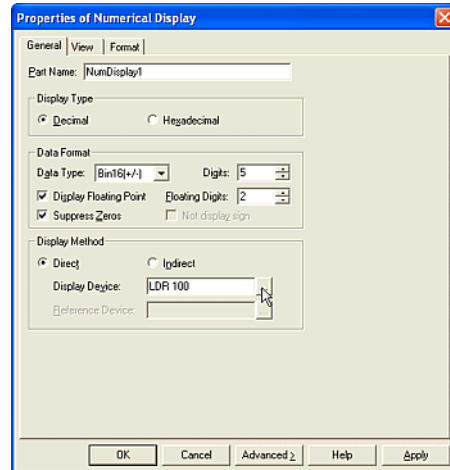 Properties of Numerical Display
General View Format
Part Name: NumDisplay1
Display Type
Decimal Hexadecimal
Data Format
Data Type: Bin16(+/-) Digits: 5
Display Floating Point Floating Digits: 2
Suppress Zeros Not display sign
Display Method
Direct Indirect
Display Device: LDR 100
Reference Device:
OK Cancel Advanced > Help Apply